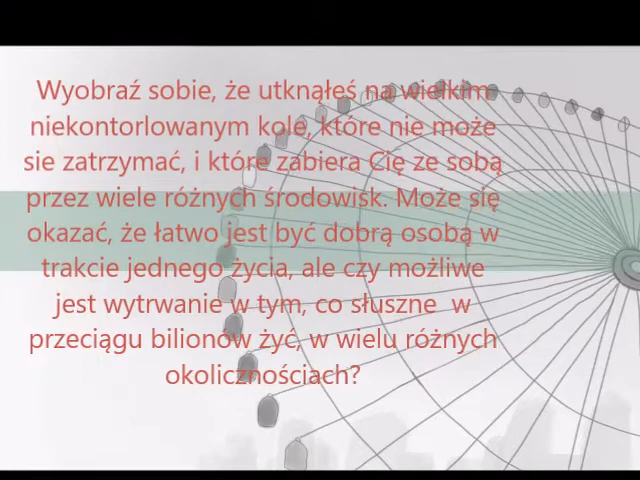 Wyobraź sobie, że utknąłeś na wielkim
niekontorlowanym kole, które nie może
sie zatrzymać, i które zabiera Cię ze sobą
przez wiele różnych środowisk. Może się
okazać, że łatwo jest być dobrą osobą w
trakcie jednego życia, ale czy możliwe
jest wytrwanie w tym, co słuszne w
przeciągu bilionów żyć, w wielu różnych
okolicznościach?